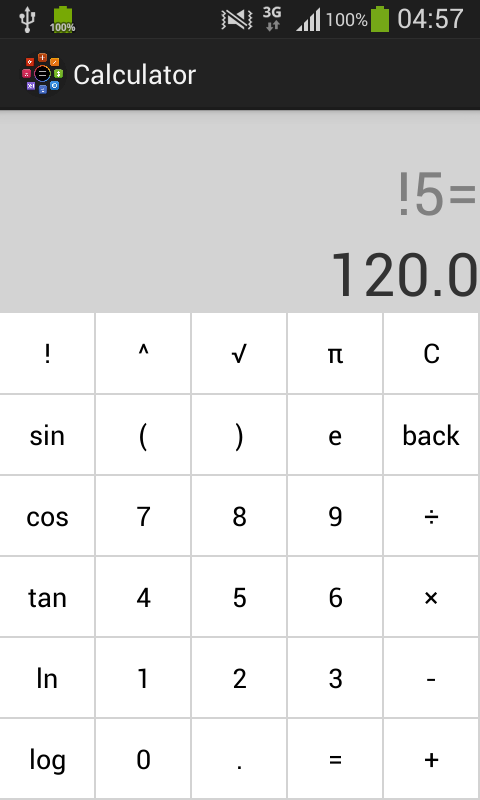 100% 3G 100% 04:57
Calculator
!5=
120.0
! ^ √ π C
sin ( ) e back
cos 7 8 9 ÷
tan 4 5 6 ×
ln 1 2 3 -
log 0 . = +